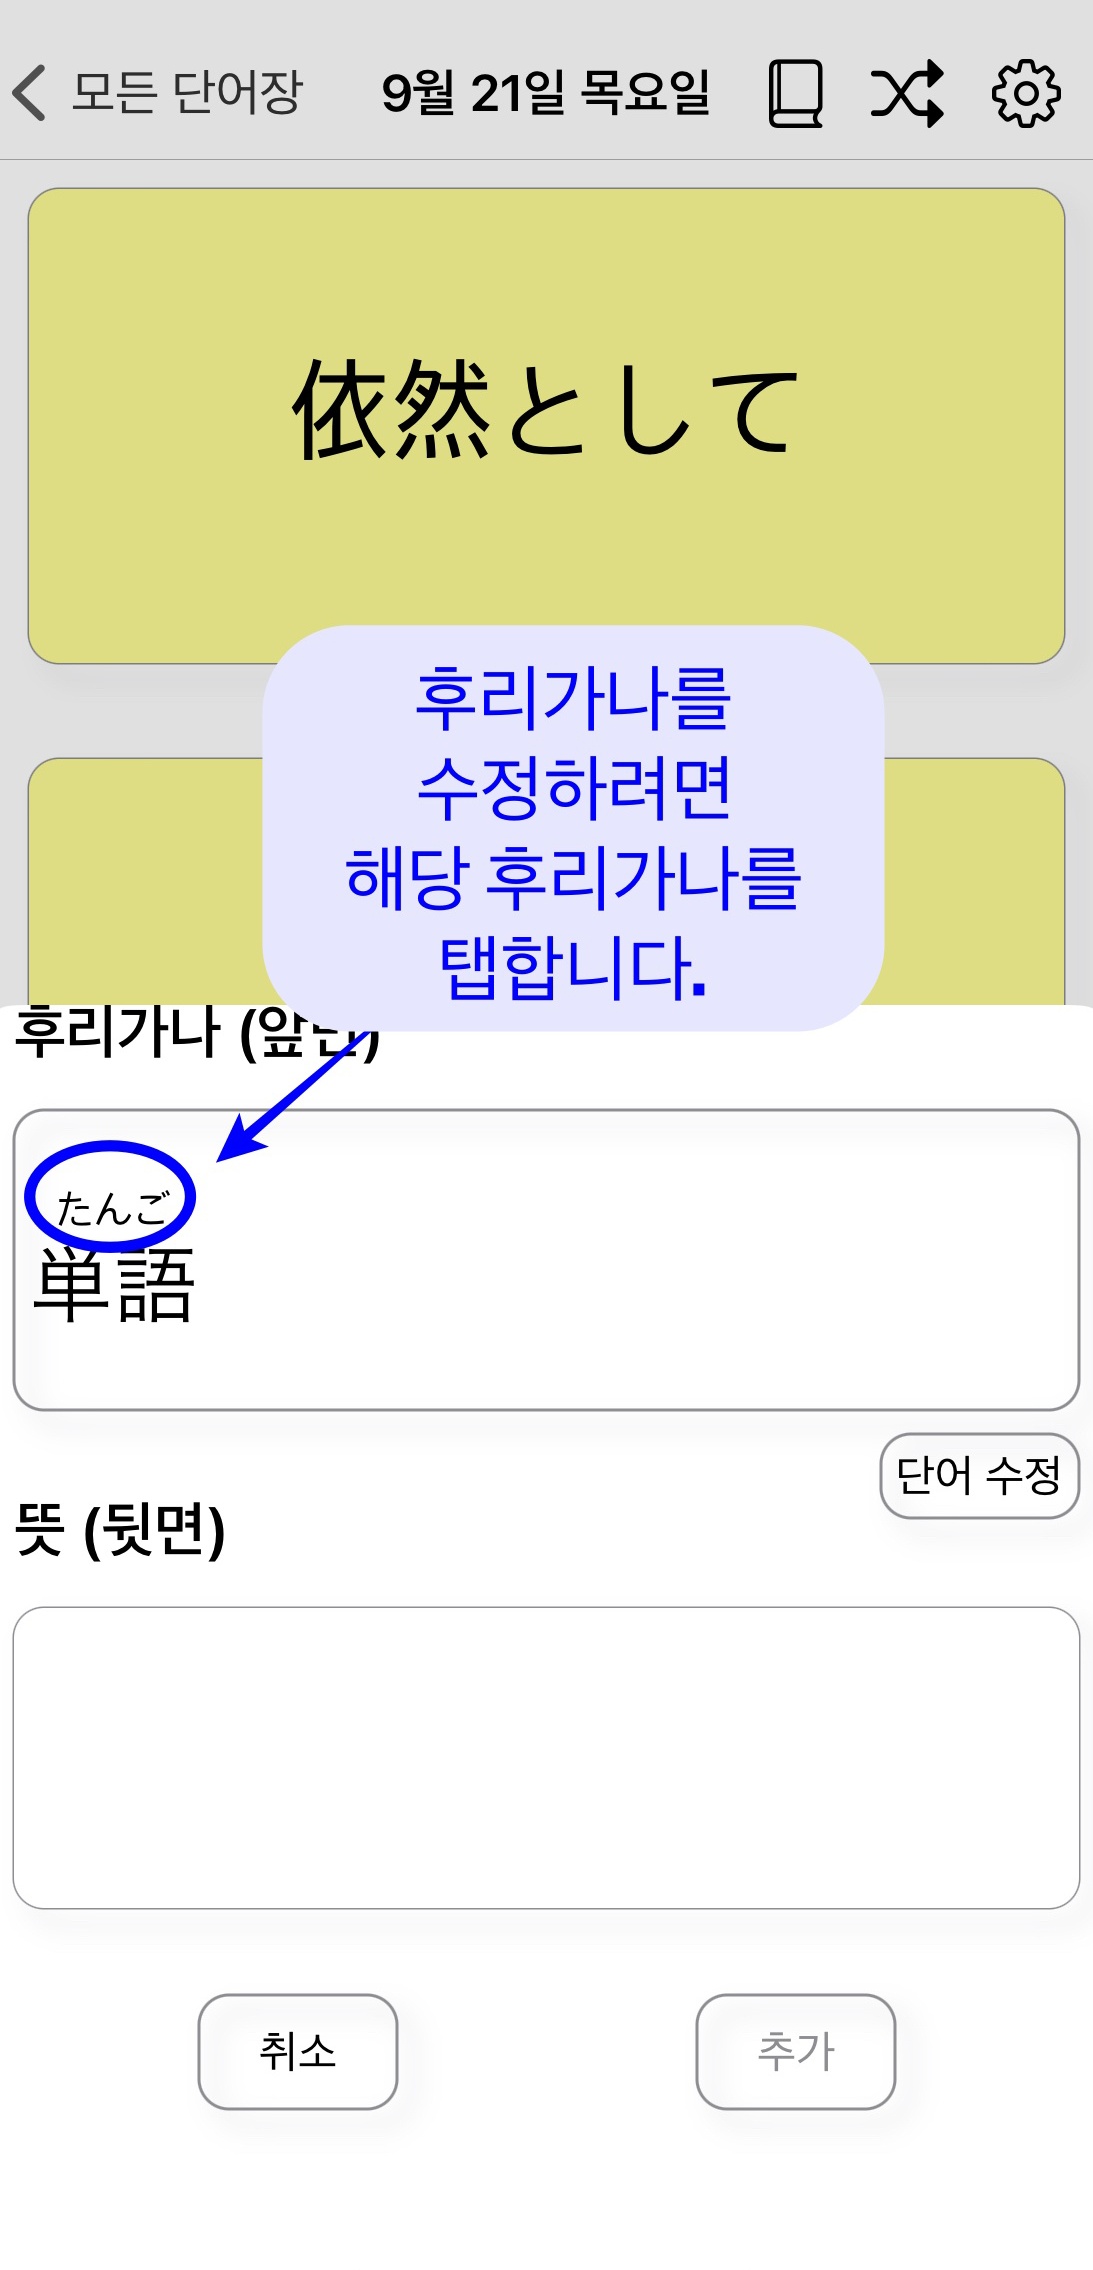 모든 단어장 9월 21일 목요일
依然として
후리가나를
수정하려면
해당 후리가나를
탭합니다.
후리가나 (앞면)
たんご
単語
단어 수정
뜻 (뒷면)
취소 추가